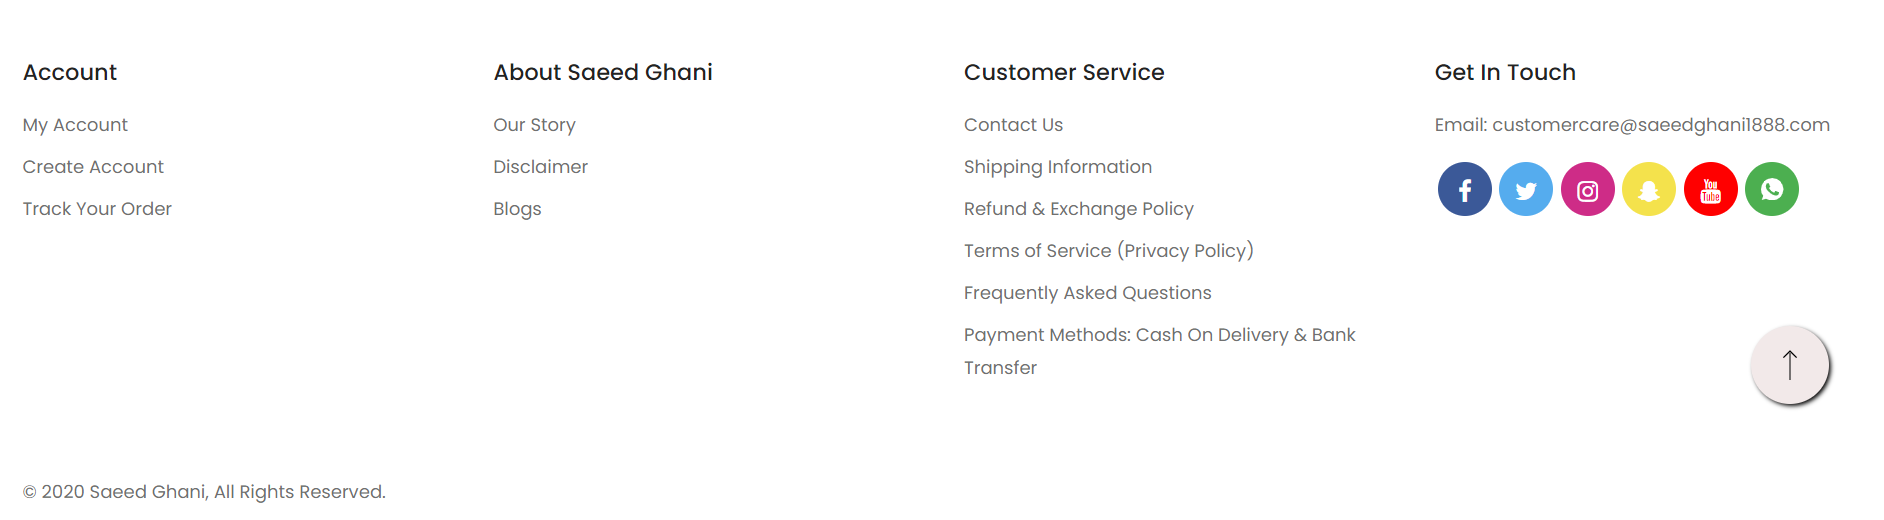 Account
My Account
Create Account
Track Your Order
About Saeed Ghani
Our Story
Disclaimer
Blogs
Customer Service
Contact Us
Shipping Information
Refund & Exchange Policy
Terms of Service (Privacy Policy)
Frequently Asked Questions
Payment Methods: Cash On Delivery & Bank
Transfer
Get In Touch
Email: customercare@saeedghani1888.com
You
Tube
© 2020 Saeed Ghani, All Rights Reserved.